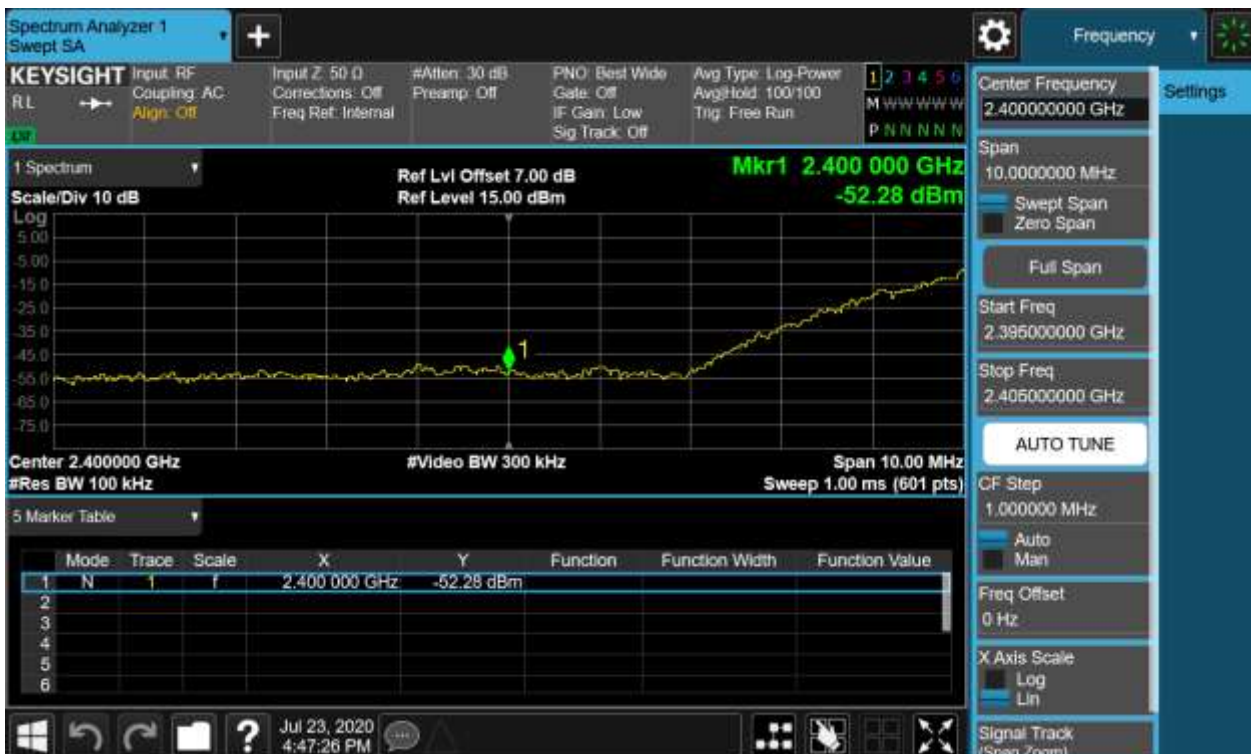 Spectrum Analyzer 1
Swept SA
+
Frequency
KEYSIGHT
RL
Input: RF
Coupling: AC
Align: Off
Input Z: 50 Ω
Corrections: Off
Freq Ref: Internal
#Atten: 30 dB
Preamp: Off
PNO: Best Wide
Gate: Off
IF Gain: Low
Sig Track: Off
Avg Type: Log-Power
Avg|Hold: 100/100
Trig: Free Run
1 2 3 4 5 6
M W W W W W
P N N N N N
1 Spectrum
Scale/Div 10 dB
Ref Lvl Offset 7.00 dB
Ref Level 15.00 dBm
Mkr1 2.400 000 GHz
-52.28 dBm
Log
5.00
-5.00
-15.0
-25.0
-35.0
-45.0
-55.0
-65.0
-75.0
1
Center 2.400000 GHz
#Res BW 100 kHz
#Video BW 300 kHz
Span 10.00 MHz
Sweep 1.00 ms (601 pts)
5 Marker Table
Mode Trace Scale X Y Function Function Width Function Value
1 N 1 f 2.400 000 GHz -52.28 dBm
2
3
4
5
6
?
Jul 23, 2020
4:47:26 PM
Center Frequency
2.400000000 GHz
Settings
Span
10.0000000 MHz
Swept Span
Zero Span
Full Span
Start Freq
2.395000000 GHz
Stop Freq
2.405000000 GHz
AUTO TUNE
CF Step
1.000000 MHz
Auto
Man
Freq Offset
0 Hz
X Axis Scale
Log
Lin
Signal Track
(Span Zoom)